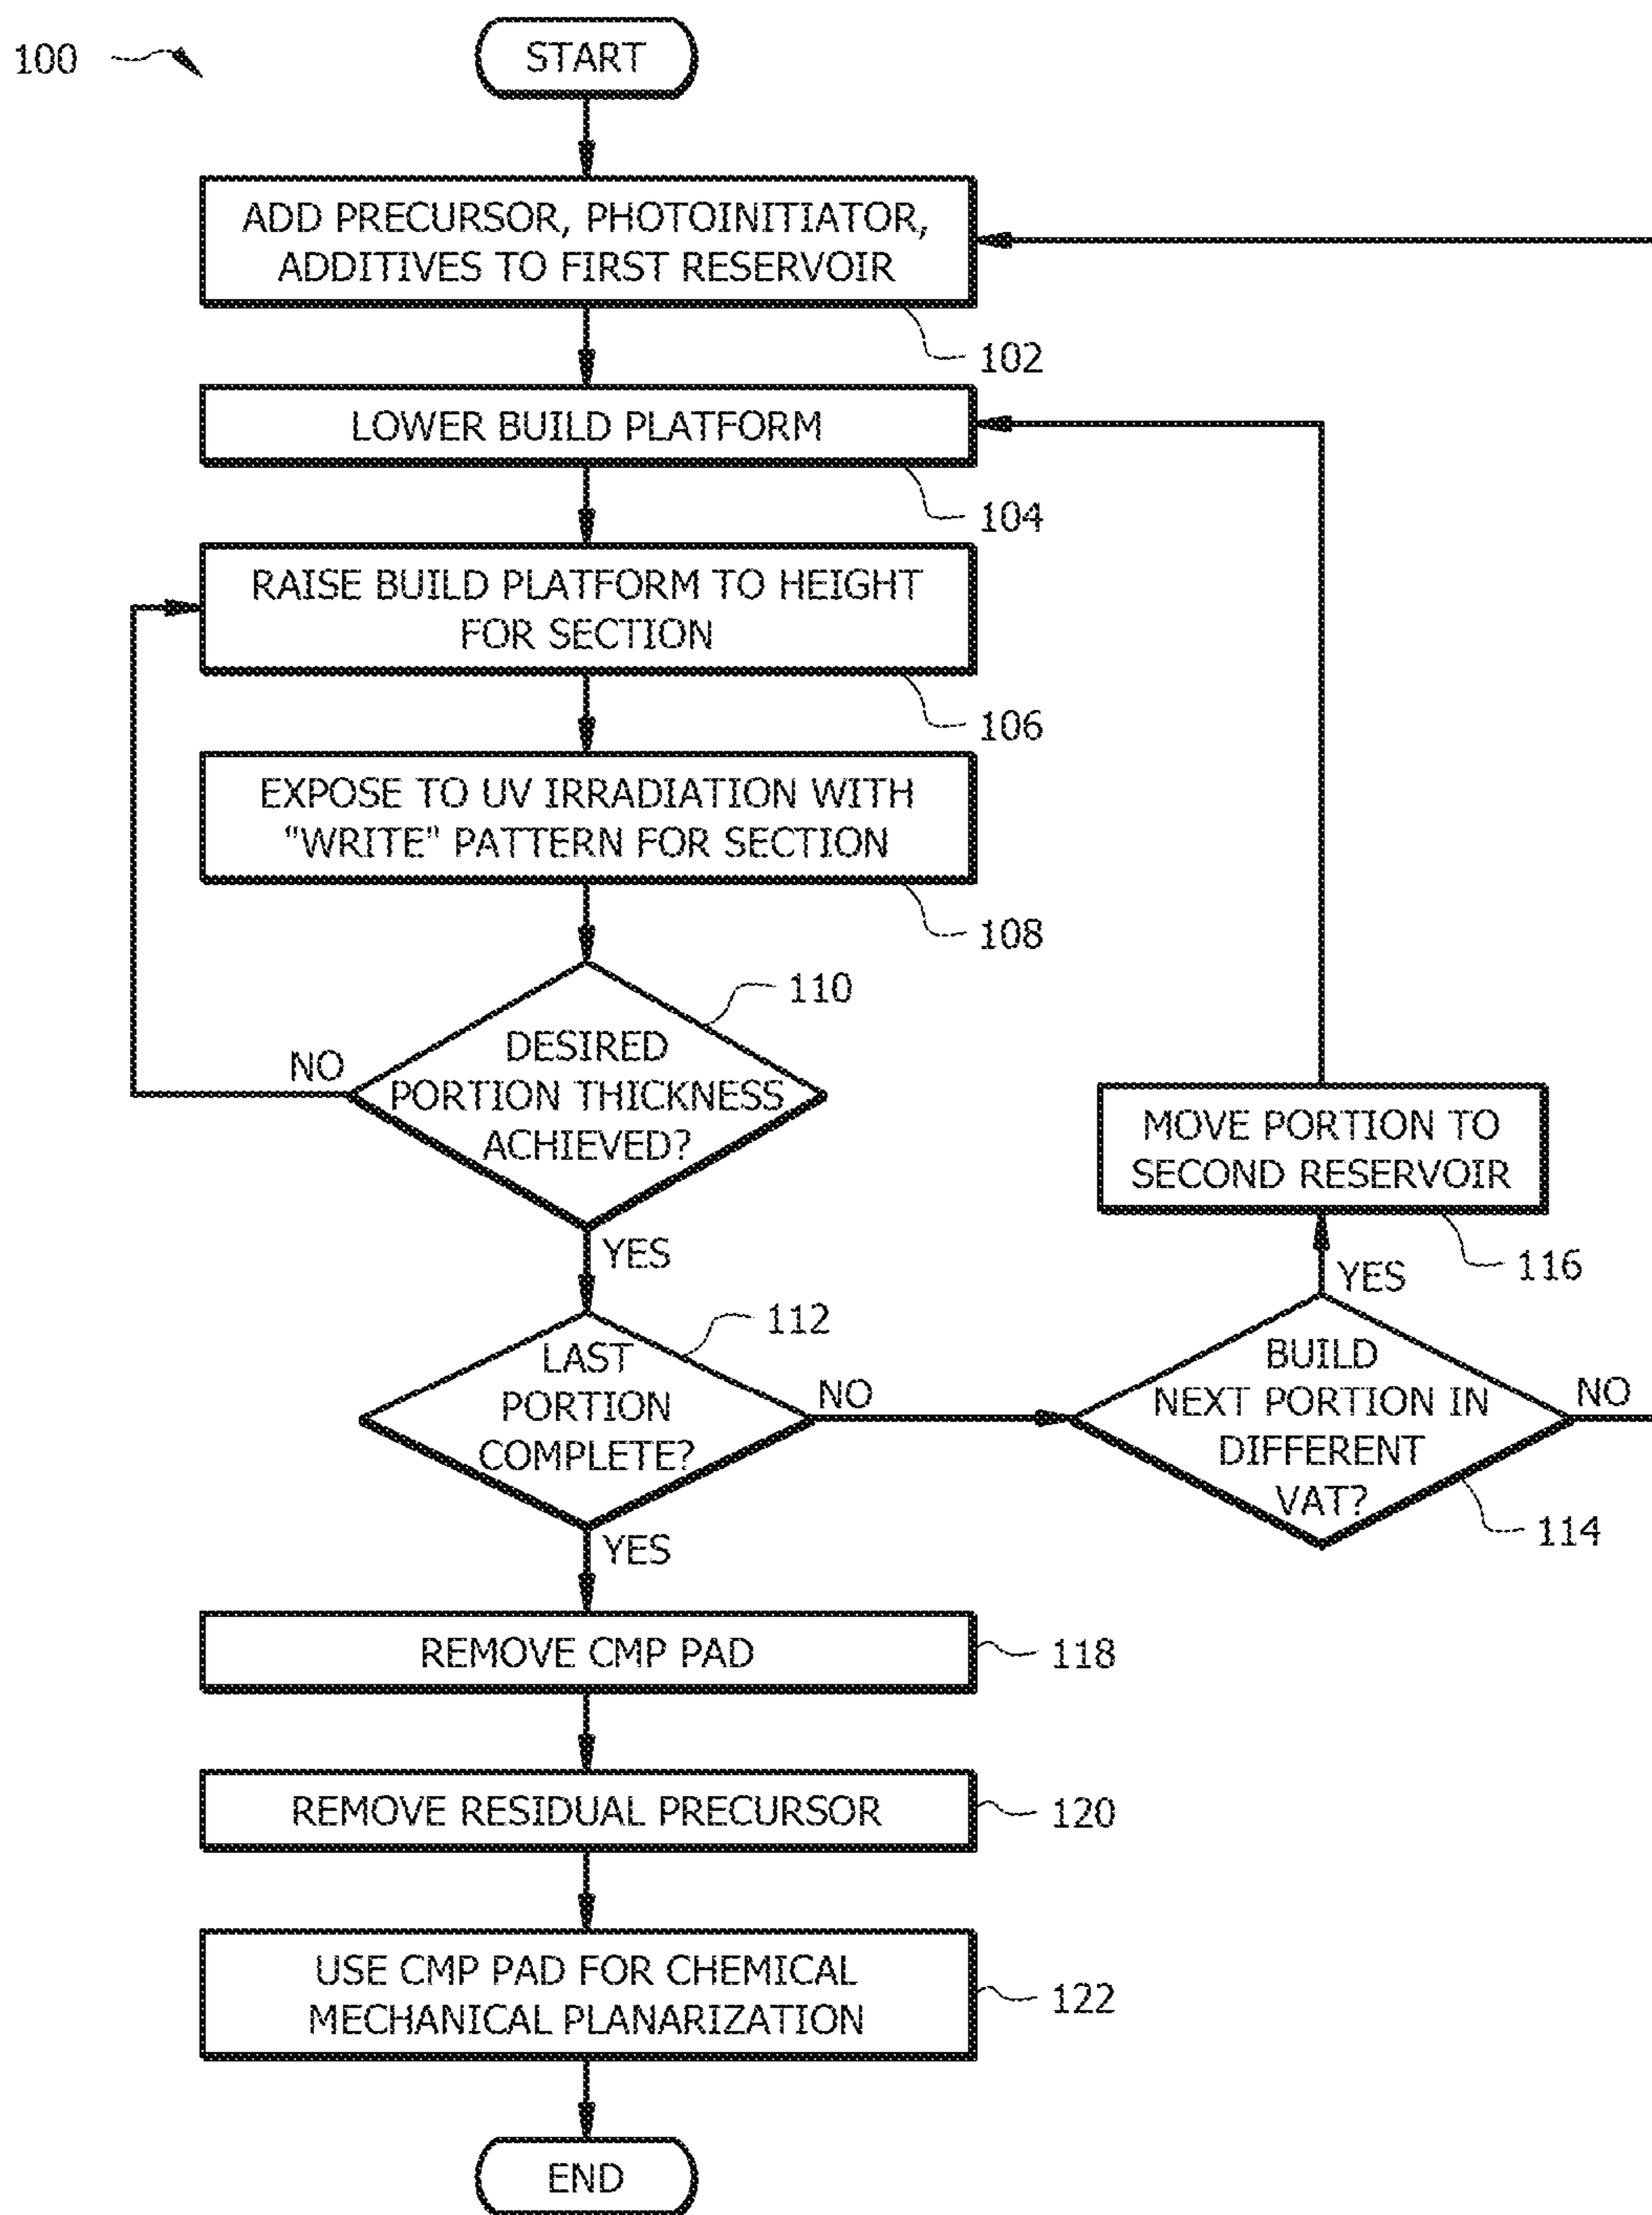 100
START
ADD PRECURSOR, PHOTOINITIATOR,
ADDITIVES TO FIRST RESERVOIR
102
LOWER BUILD PLATFORM
104
RAISE BUILD PLATFORM TO HEIGHT
FOR SECTION
106
EXPOSE TO UV IRRADIATION WITH
"WRITE" PATTERN FOR SECTION
108
110
DESIRED
PORTION THICKNESS
ACHIEVED?
NO
YES
112
LAST
PORTION
COMPLETE?
NO
YES
BUILD
NEXT PORTION IN
DIFFERENT
VAT?
114
YES
NO
MOVE PORTION TO
SECOND RESERVOIR
116
REMOVE CMP PAD
118
REMOVE RESIDUAL PRECURSOR
120
USE CMP PAD FOR CHEMICAL
MECHANICAL PLANARIZATION
122
END